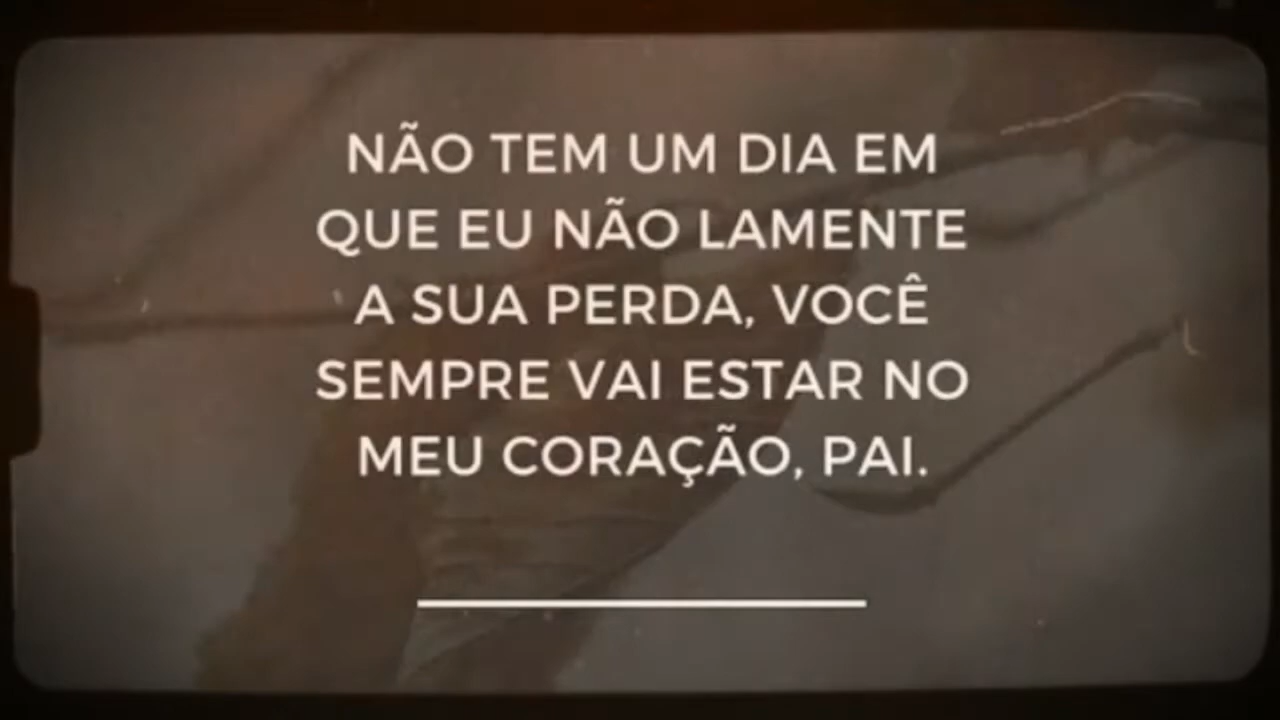 NÃO TEM UM DIA EM
QUE EU NÃO LAMENTE
A SUA PERDA, VOCÊ
SEMPRE VAI ESTAR NO
MEU CORAÇÃO, PAI.